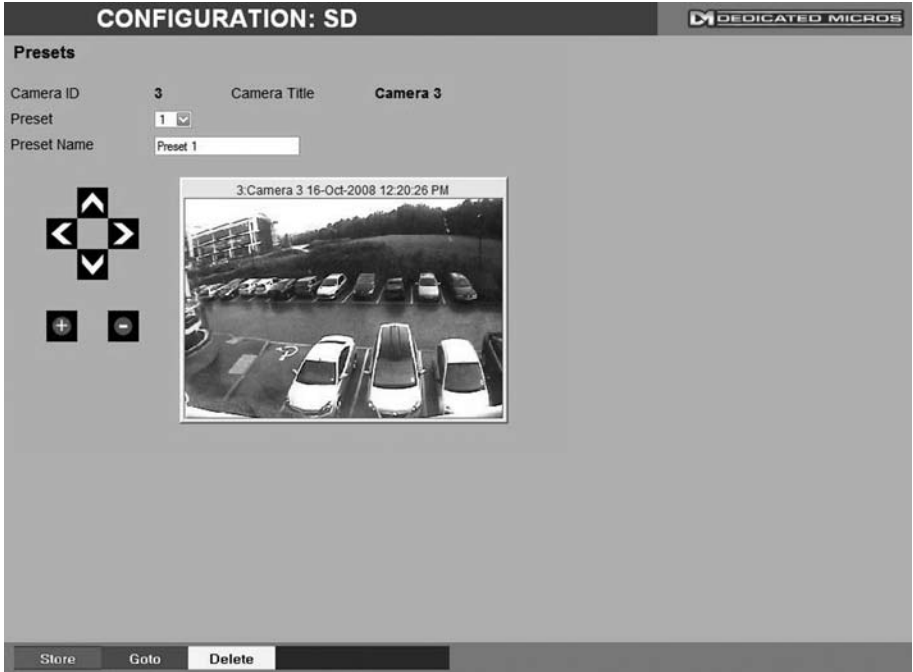 CONFIGURATION: SD
DEDICATED MICROS
Presets
Camera ID 3 Camera Title Camera 3
Preset 1
Preset Name Preset 1
3:Camera 3 16-Oct-2008 12:20:26 PM
Store Goto Delete